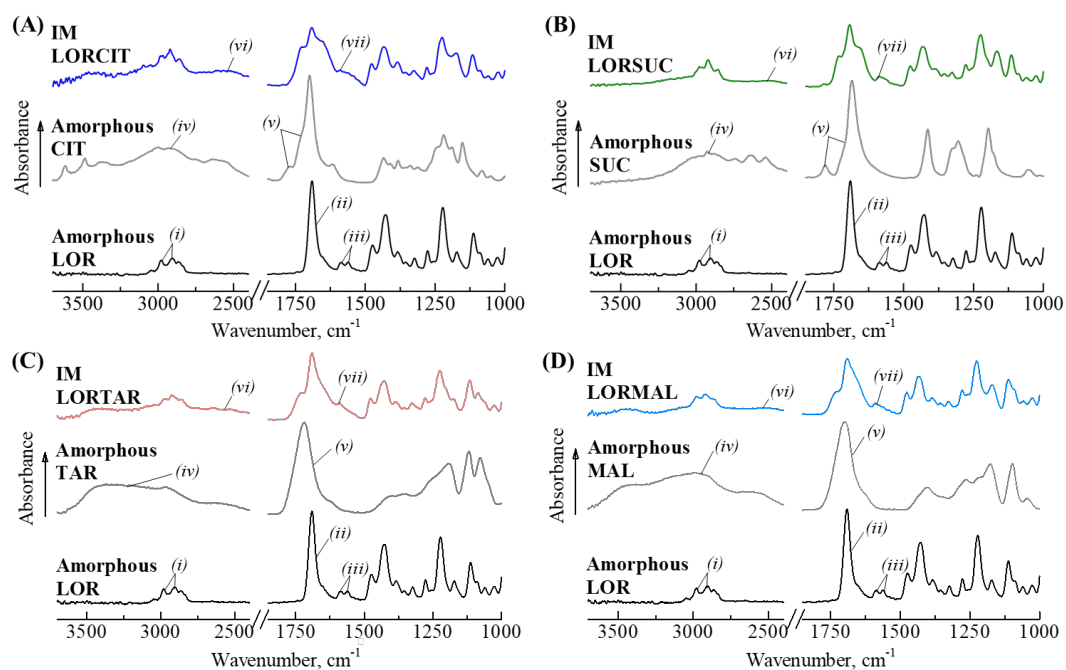 (A)
IM
LORCIT
(vi)
(vii)
Amorphous
CIT
(iv)
(v)
Amorphous
LOR
(i)
(ii)
(iii)
Absorbance
3500 3000 2500 1750 1500 1250 1000
Wavenumber, cm-1
(B)
IM
LORSUC
(vi)
(vii)
Amorphous
SUC
(iv)
(v)
Amorphous
LOR
(i)
(ii)
(iii)
Absorbance
3500 3000 2500 1750 1500 1250 1000
Wavenumber, cm-1
(C)
IM
LORTAR
(vi)
(vii)
Amorphous
TAR
(iv)
(v)
Amorphous
LOR
(i)
(ii)
(iii)
Absorbance
3500 3000 2500 1750 1500 1250 1000
Wavenumber, cm-1
(D)
IM
LORMAL
(vi)
(vii)
Amorphous
MAL
(iv)
(v)
Amorphous
LOR
(i)
(ii)
(iii)
Absorbance
3500 3000 2500 1750 1500 1250 1000
Wavenumber, cm-1